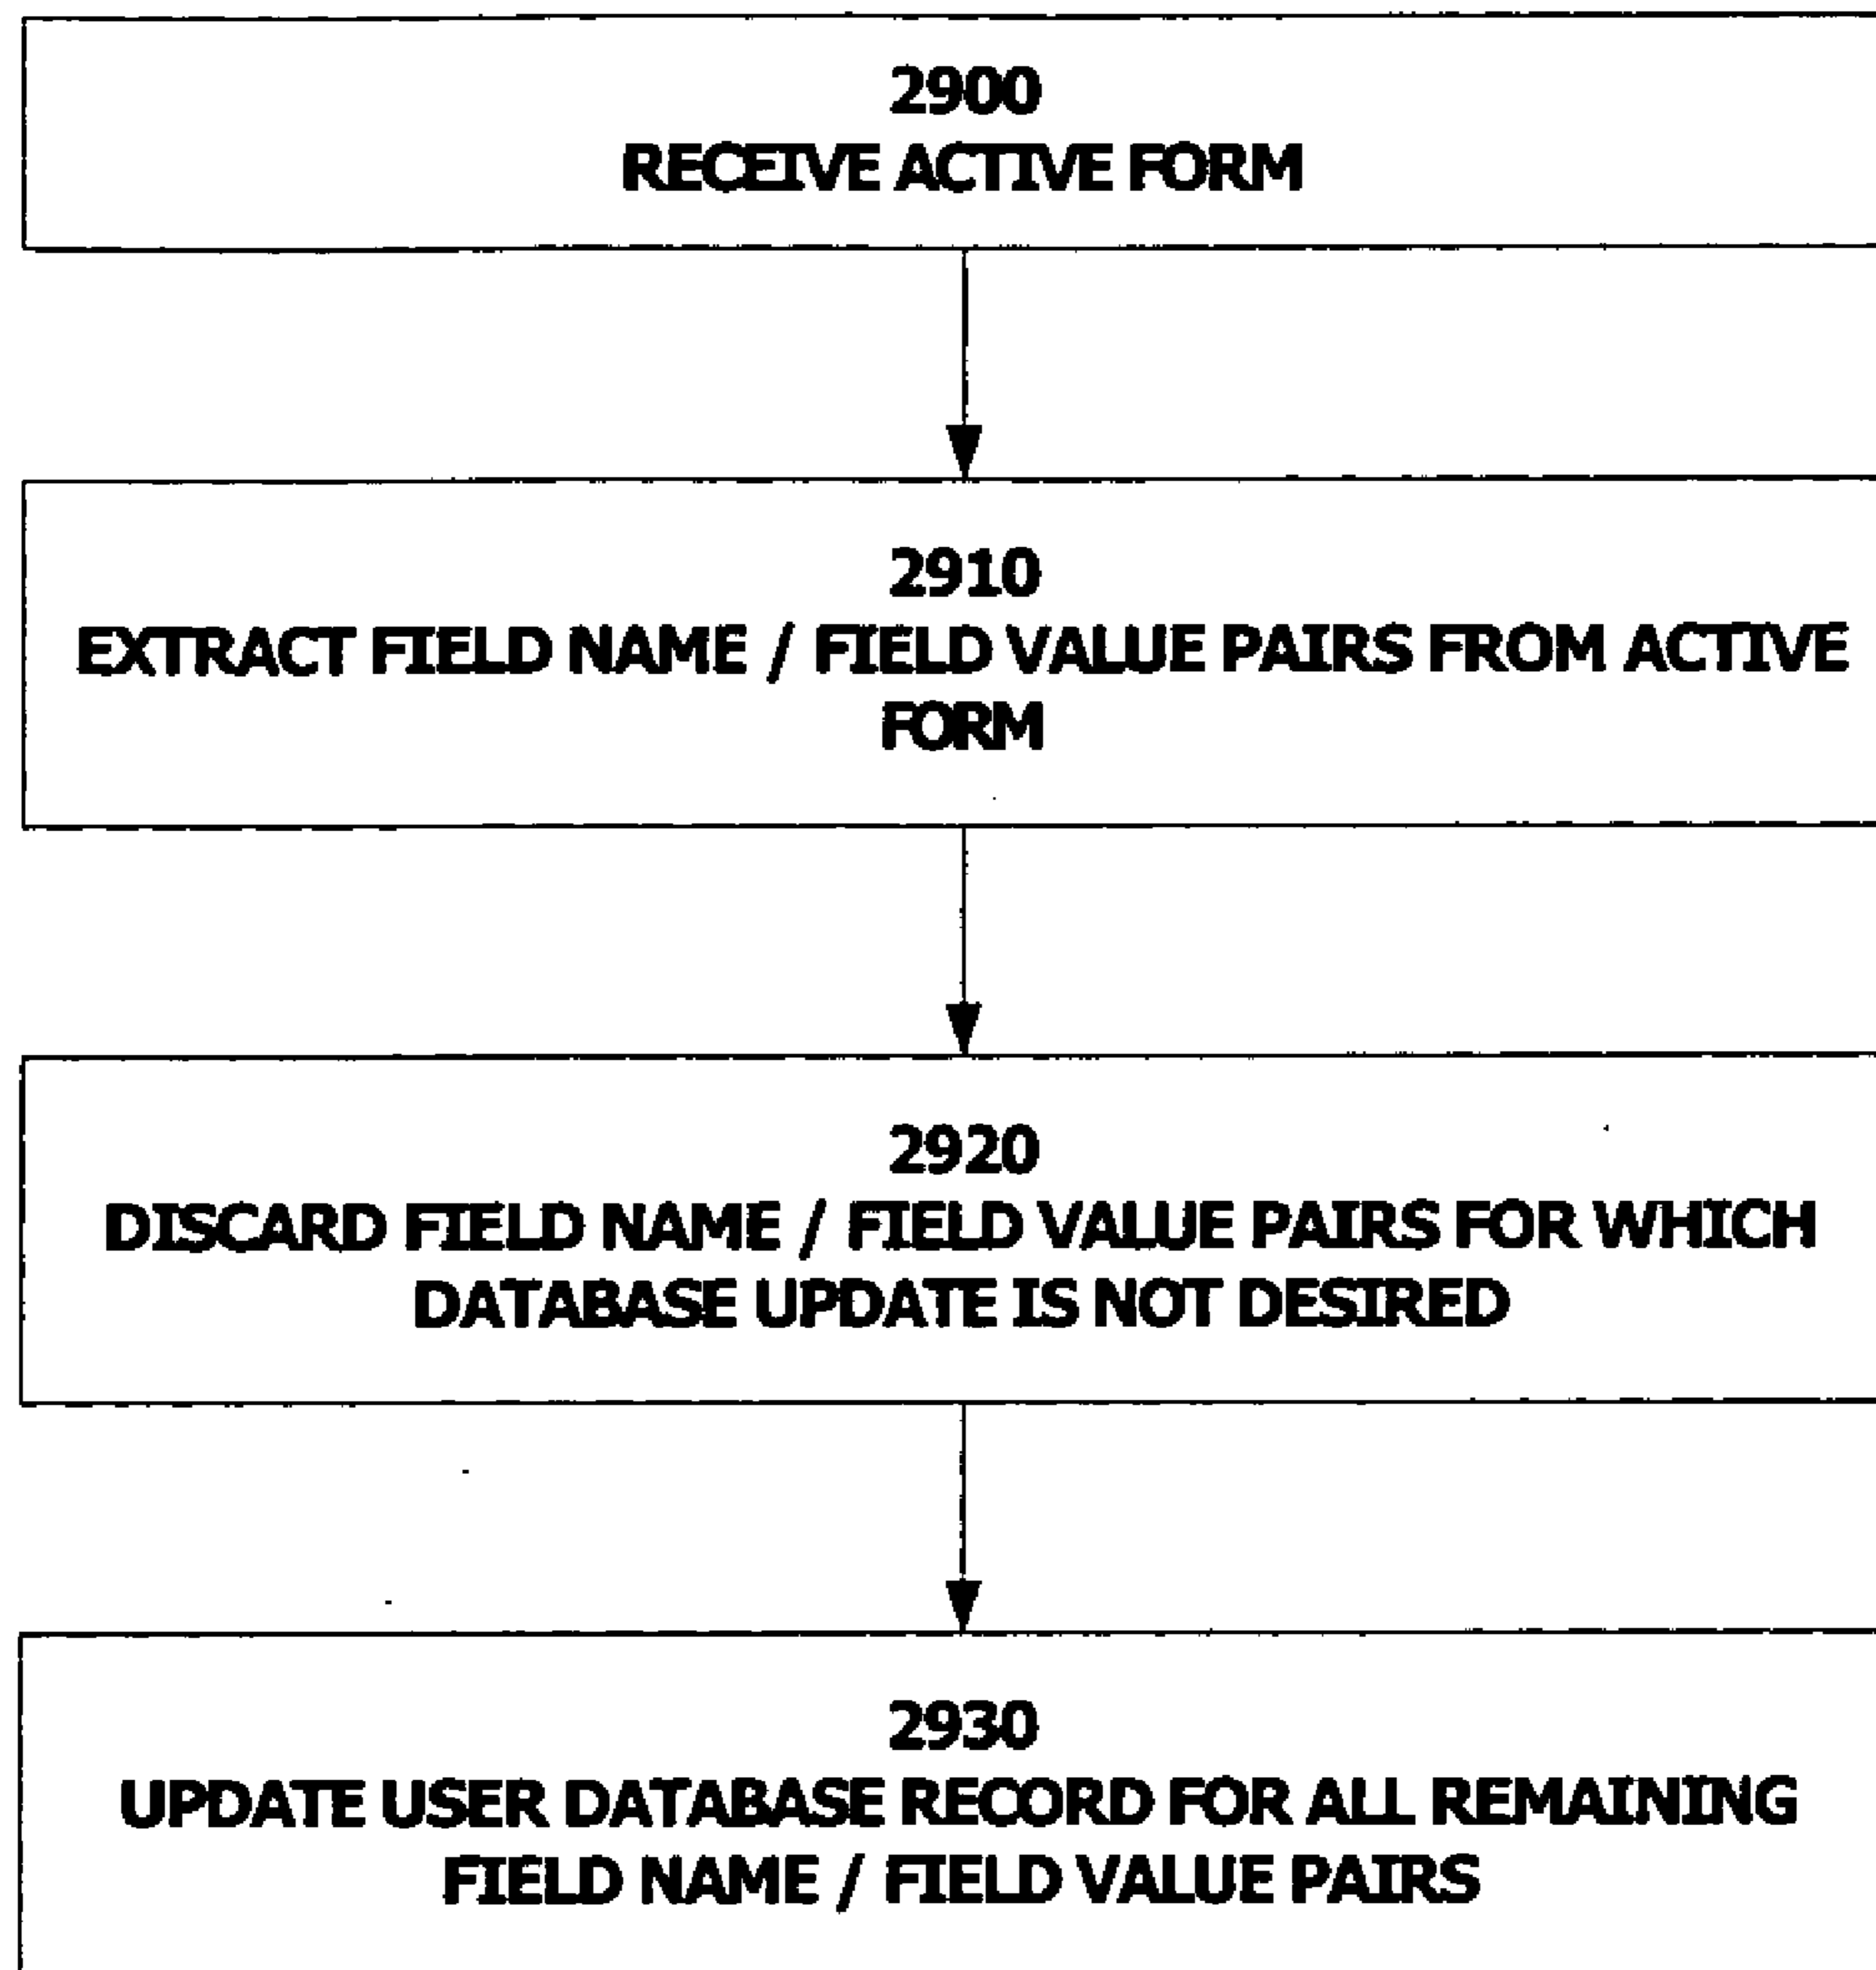 2900
RECEIVE ACTIVE FORM
2910
EXTRACT FIELD NAME / FIELD VALUE PAIRS FROM ACTIVE
FORM
2920
DISCARD FIELD NAME / FIELD VALUE PAIRS FOR WHICH
DATABASE UPDATE IS NOT DESIRED
2930
UPDATE USER DATABASE RECORD FOR ALL REMAINING
FIELD NAME / FIELD VALUE PAIRS